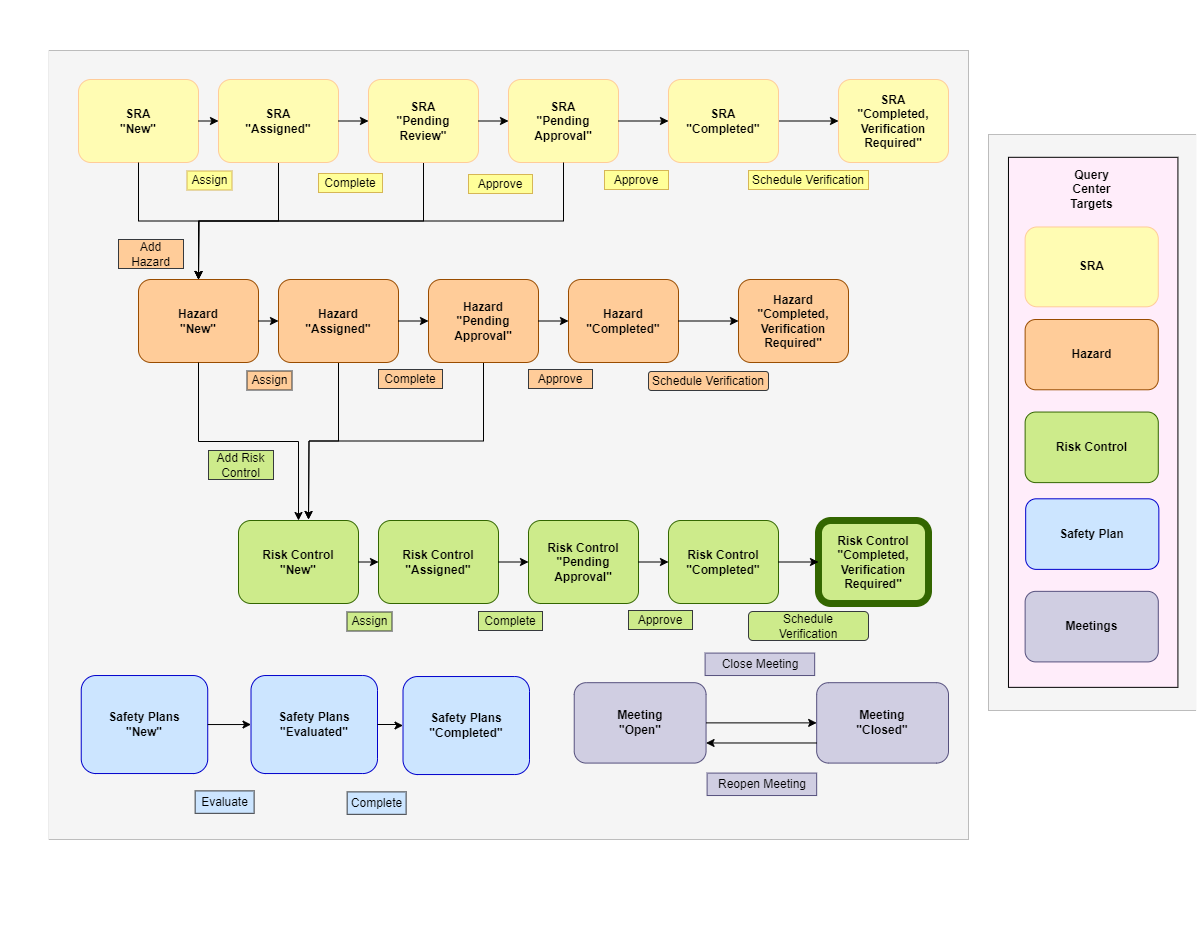 SRA
"New"
SRA
"Assigned"
SRA
"Pending
Review"
SRA
"Pending
Approval"
SRA
"Completed"
SRA
"Completed,
Verification
Required"
Assign
Complete
Approve
Approve
Schedule Verification
Add
Hazard
Hazard
"New"
Hazard
"Assigned"
Hazard
"Pending
Approval"
Hazard
"Completed"
Hazard
"Completed,
Verification
Required"
Assign
Complete
Approve
Schedule Verification
Add Risk
Control
Risk Control
"New"
Risk Control
"Assigned"
Risk Control
"Pending
Approval"
Risk Control
"Completed"
Risk Control
"Completed,
Verification
Required"
Assign
Complete
Approve
Schedule
Verification
Safety Plans
"New"
Safety Plans
"Evaluated"
Safety Plans
"Completed"
Evaluate
Complete
Close Meeting
Meeting
"Open"
Meeting
"Closed"
Reopen Meeting
Query
Center
Targets
SRA
Hazard
Risk Control
Safety Plan
Meetings